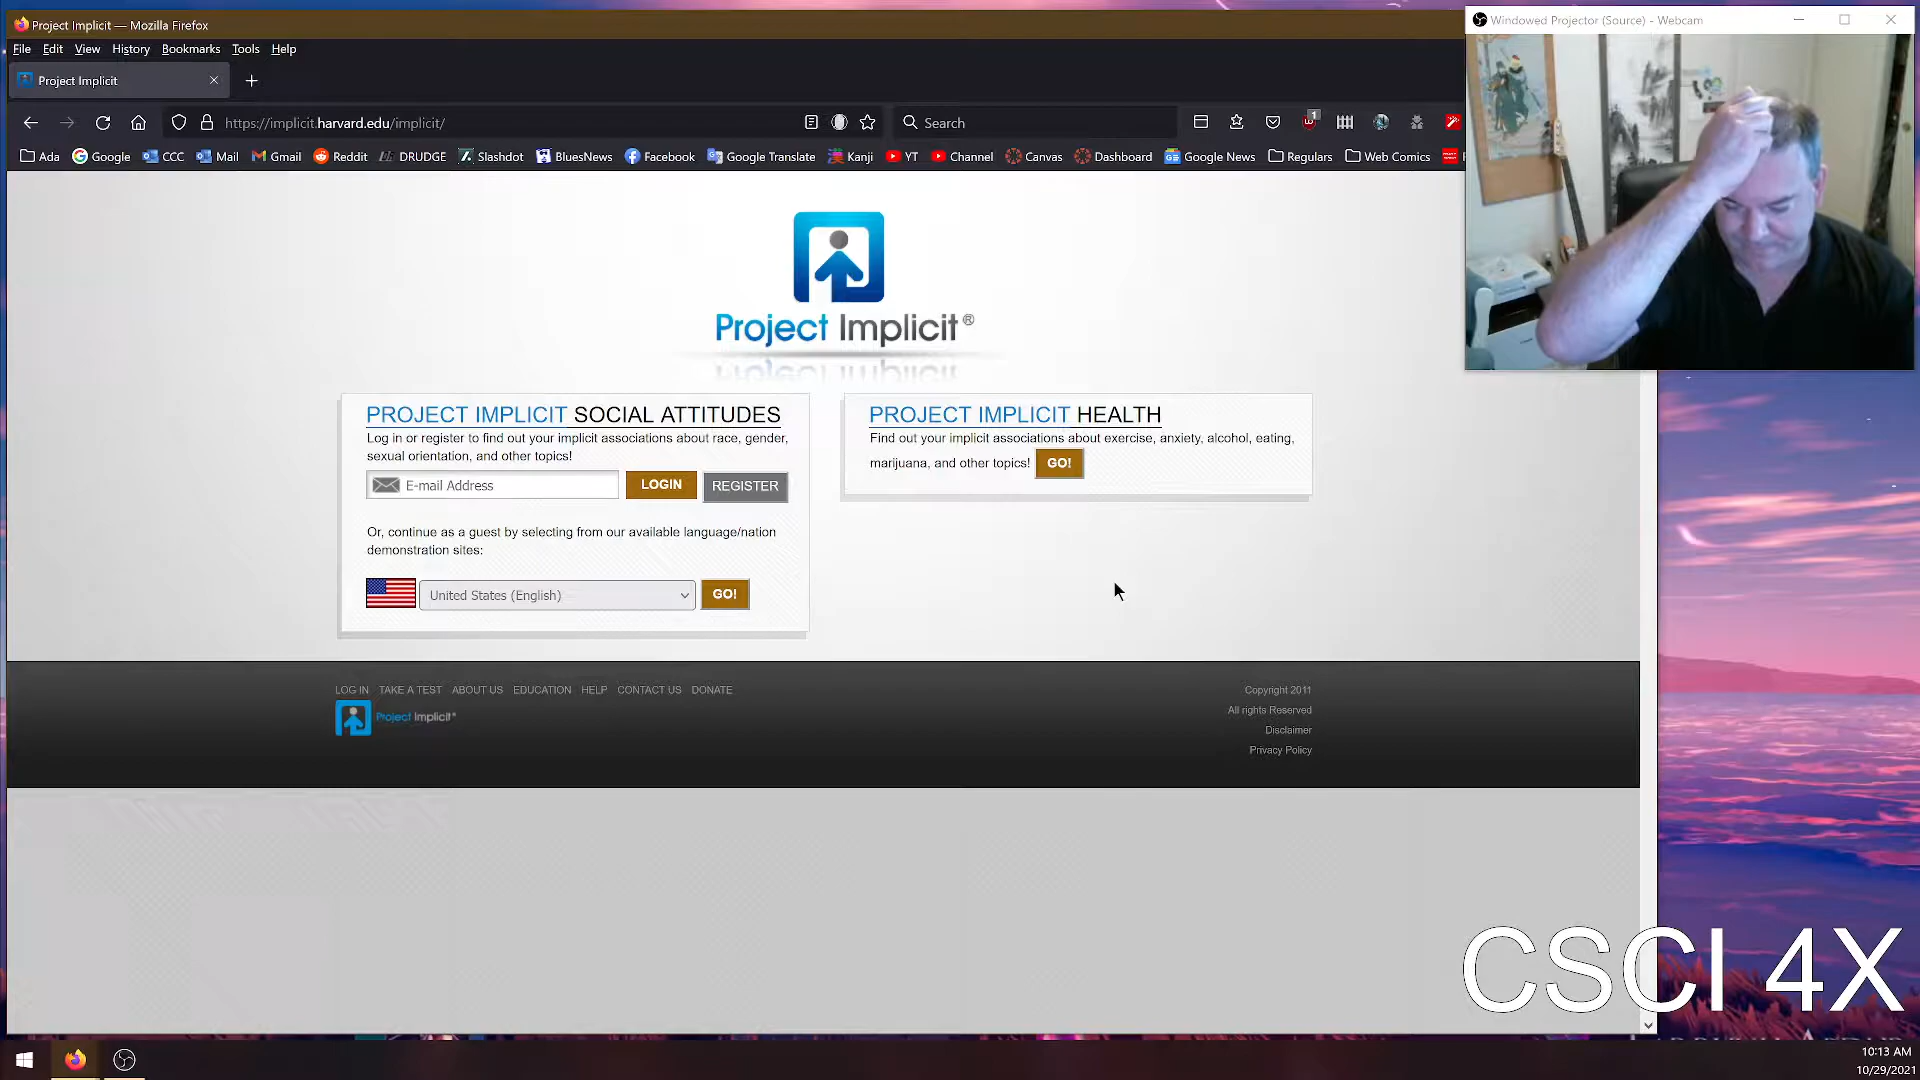 Project Implicit — Mozilla Firefox
Windowed Projector (Source) - Webcam
File Edit View History Bookmarks Tools Help
Project Implicit
https://implicit.harvard.edu/implicit/
Search
1
Ada Google CCC Mail Gmail Reddit DRUDGE Slashdot BluesNews Facebook Google Translate Kanji YT Channel Canvas Dashboard Google News Regulars Web Comics
Project Implicit®
PROJECT IMPLICIT SOCIAL ATTITUDES
Log in or register to find out your implicit associations about race, gender,
sexual orientation, and other topics!
E-mail Address LOGIN REGISTER
Or, continue as a guest by selecting from our available language/nation
demonstration sites:
United States (English) GO!
PROJECT IMPLICIT HEALTH
Find out your implicit associations about exercise, anxiety, alcohol, eating,
marijuana, and other topics! GO!
LOG IN TAKE A TEST ABOUT US EDUCATION HELP CONTACT US DONATE
Project Implicit®
Copyright 2011
All rights Reserved
Disclaimer
Privacy Policy
CSCI 4X
10:13 AM
10/29/2021